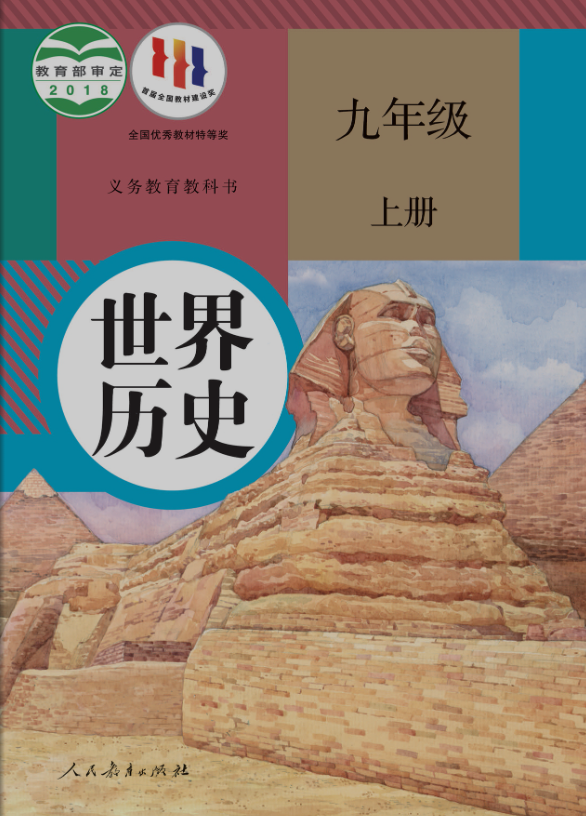 教育部审定
2018
首届全国教材建设奖
全国优秀教材特等奖
义务教育教科书
九年级
上册
世界
历史
人民教育出版社